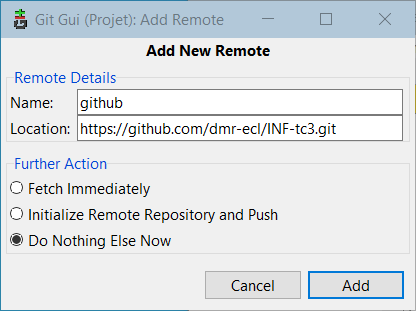 Git Gui (Projet): Add Remote
Add New Remote
Remote Details
Name: github
Location: https://github.com/dmr-ecl/INF-tc3.git
Further Action
Fetch Immediately
Initialize Remote Repository and Push
Do Nothing Else Now
Cancel Add